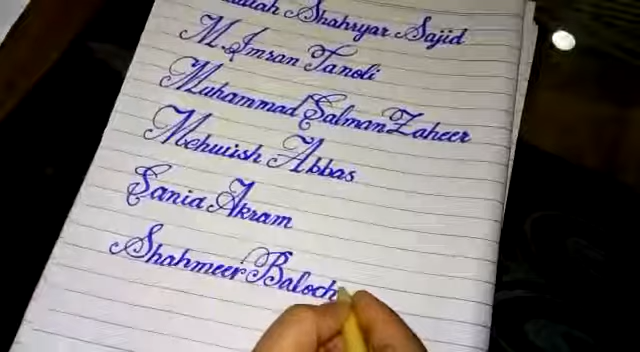 Shahryar Sajid
M. Imran Tanoli
Muhammad Salman Zaheer
Mehwish Abbas
Sania Akram
Shahmeer Baloch